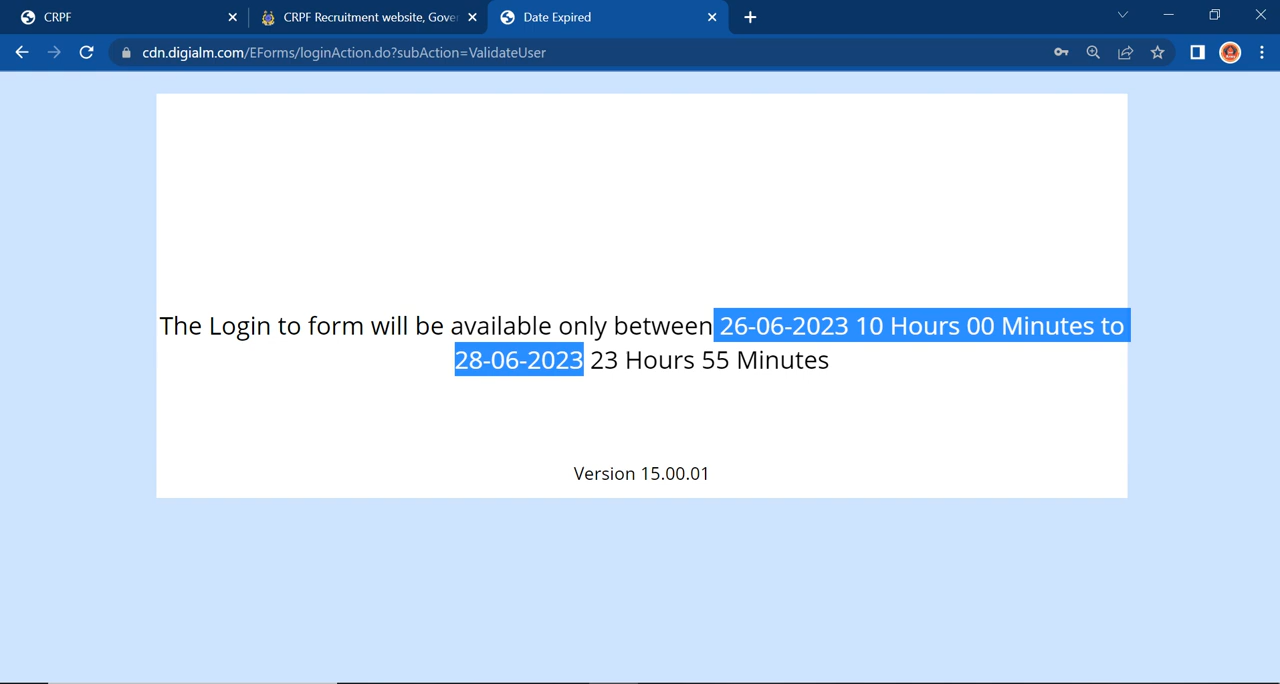 CRPF
CRPF Recruitment website, Gove
Date Expired
cdn.digialm.com/EForms/loginAction.do?subAction=ValidateUser
The Login to form will be available only between 26-06-2023 10 Hours 00 Minutes to
28-06-2023 23 Hours 55 Minutes
Version 15.00.01